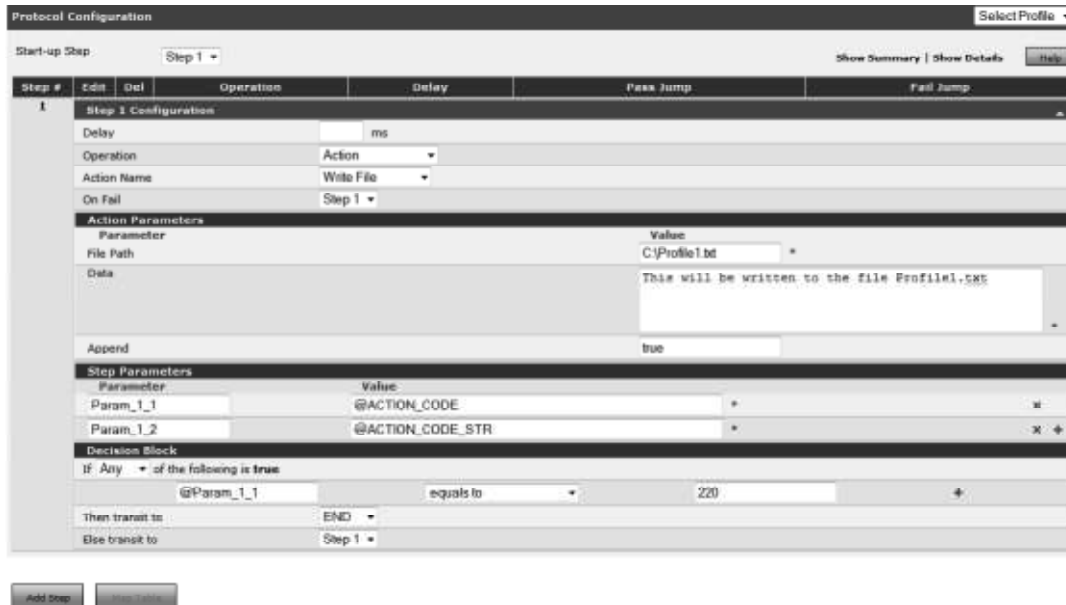 Protocol Configuration
Select Profile
Start-up Step
Step 1
Show Summary | Show Details
Help
Step # Edit Del Operation Delay Pass Jump Fail Jump
1 Step 1 Configuration
Delay ms
Operation Action
Action Name Write File
On Fail Step 1
Action Parameters
Parameter Value
File Path C:\Profile1.txt *
Data This will be written to the file Profile1.txt
Append true
Step Parameters
Parameter Value
Param_1_1 @ACTION_CODE * x
Param_1_2 @ACTION_CODE_STR * x +
Decision Block
If Any of the following is true
@Param_1_1 equals to 220 +
Then transit to END
Else transit to Step 1
Add Step